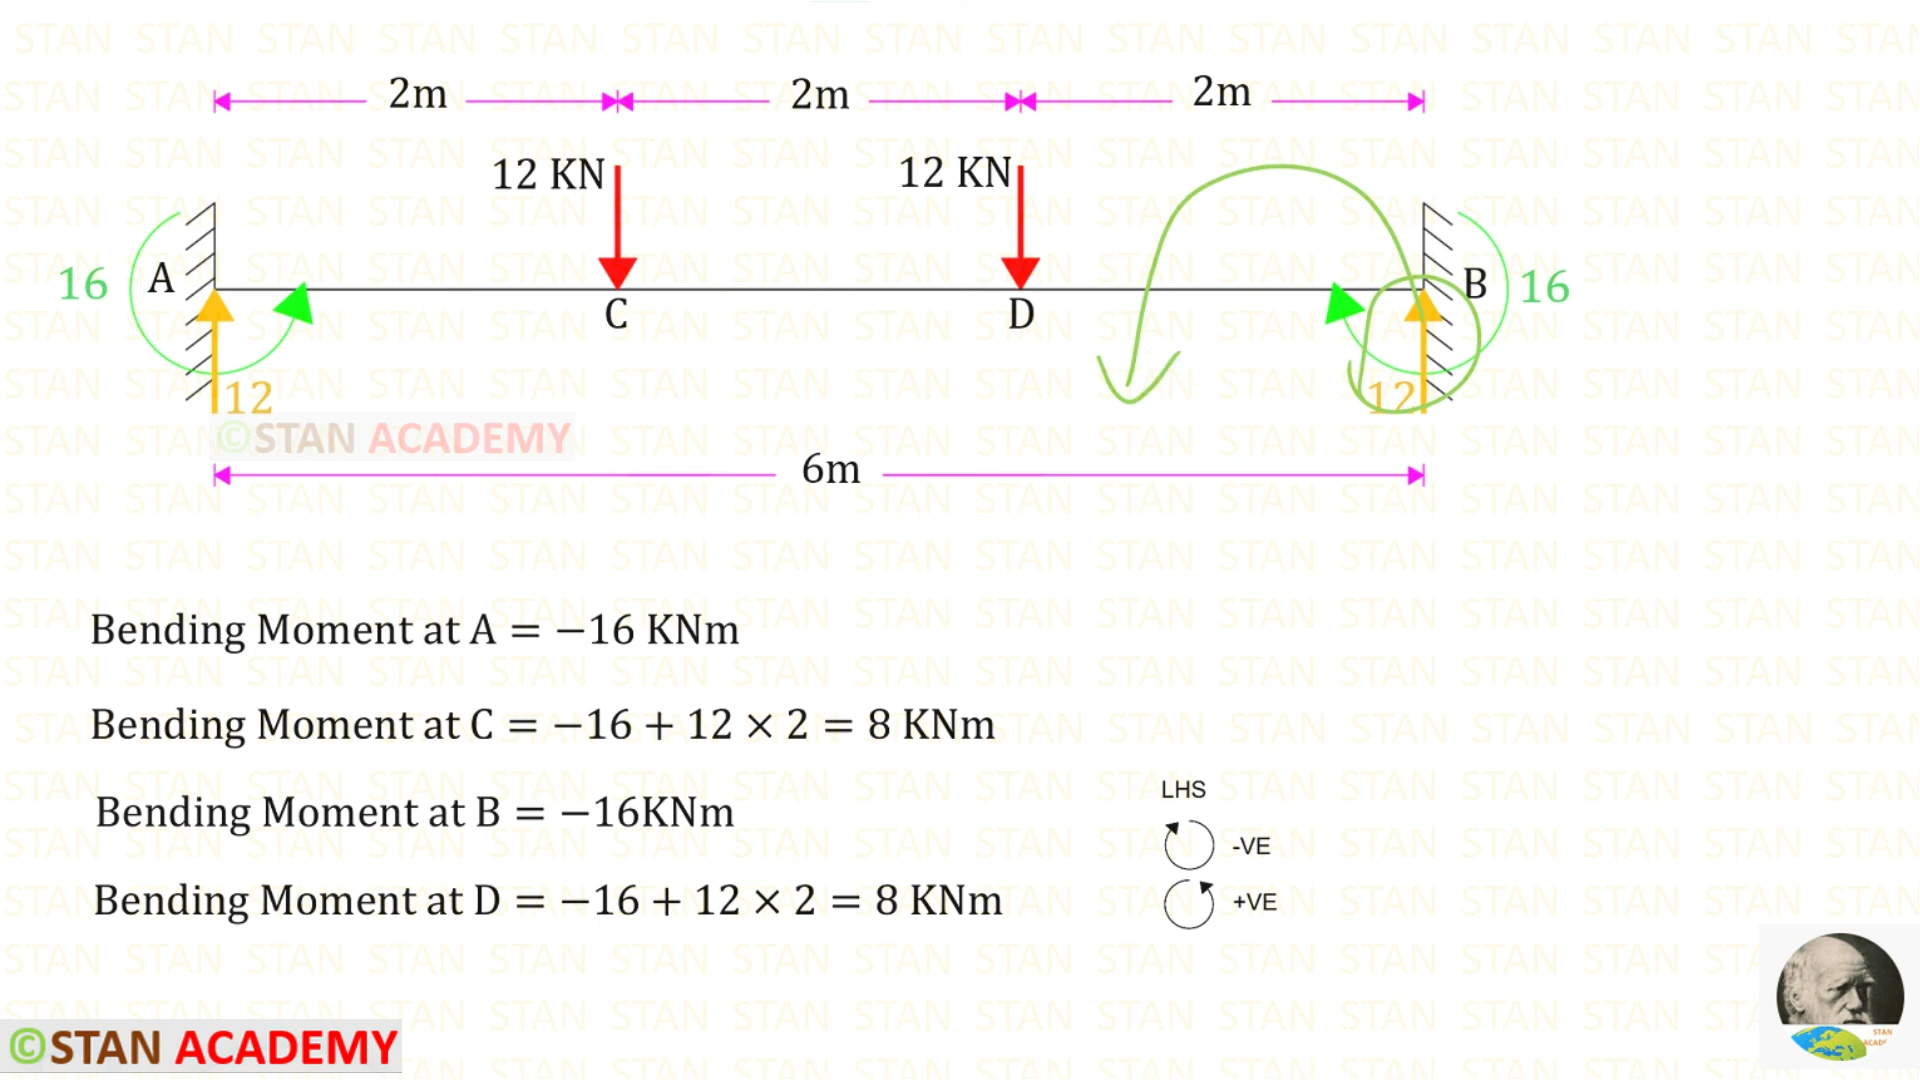 2m 2m 2m
12 KN 12 KN
16 A B 16
C D
12 12
©STAN ACADEMY
6m
Bending Moment at A = −16 KNm
Bending Moment at C = −16 + 12 × 2 = 8 KNm
Bending Moment at B = −16KNm
Bending Moment at D = −16 + 12 × 2 = 8 KNm
LHS
-VE
+VE
©STAN ACADEMY
STAN